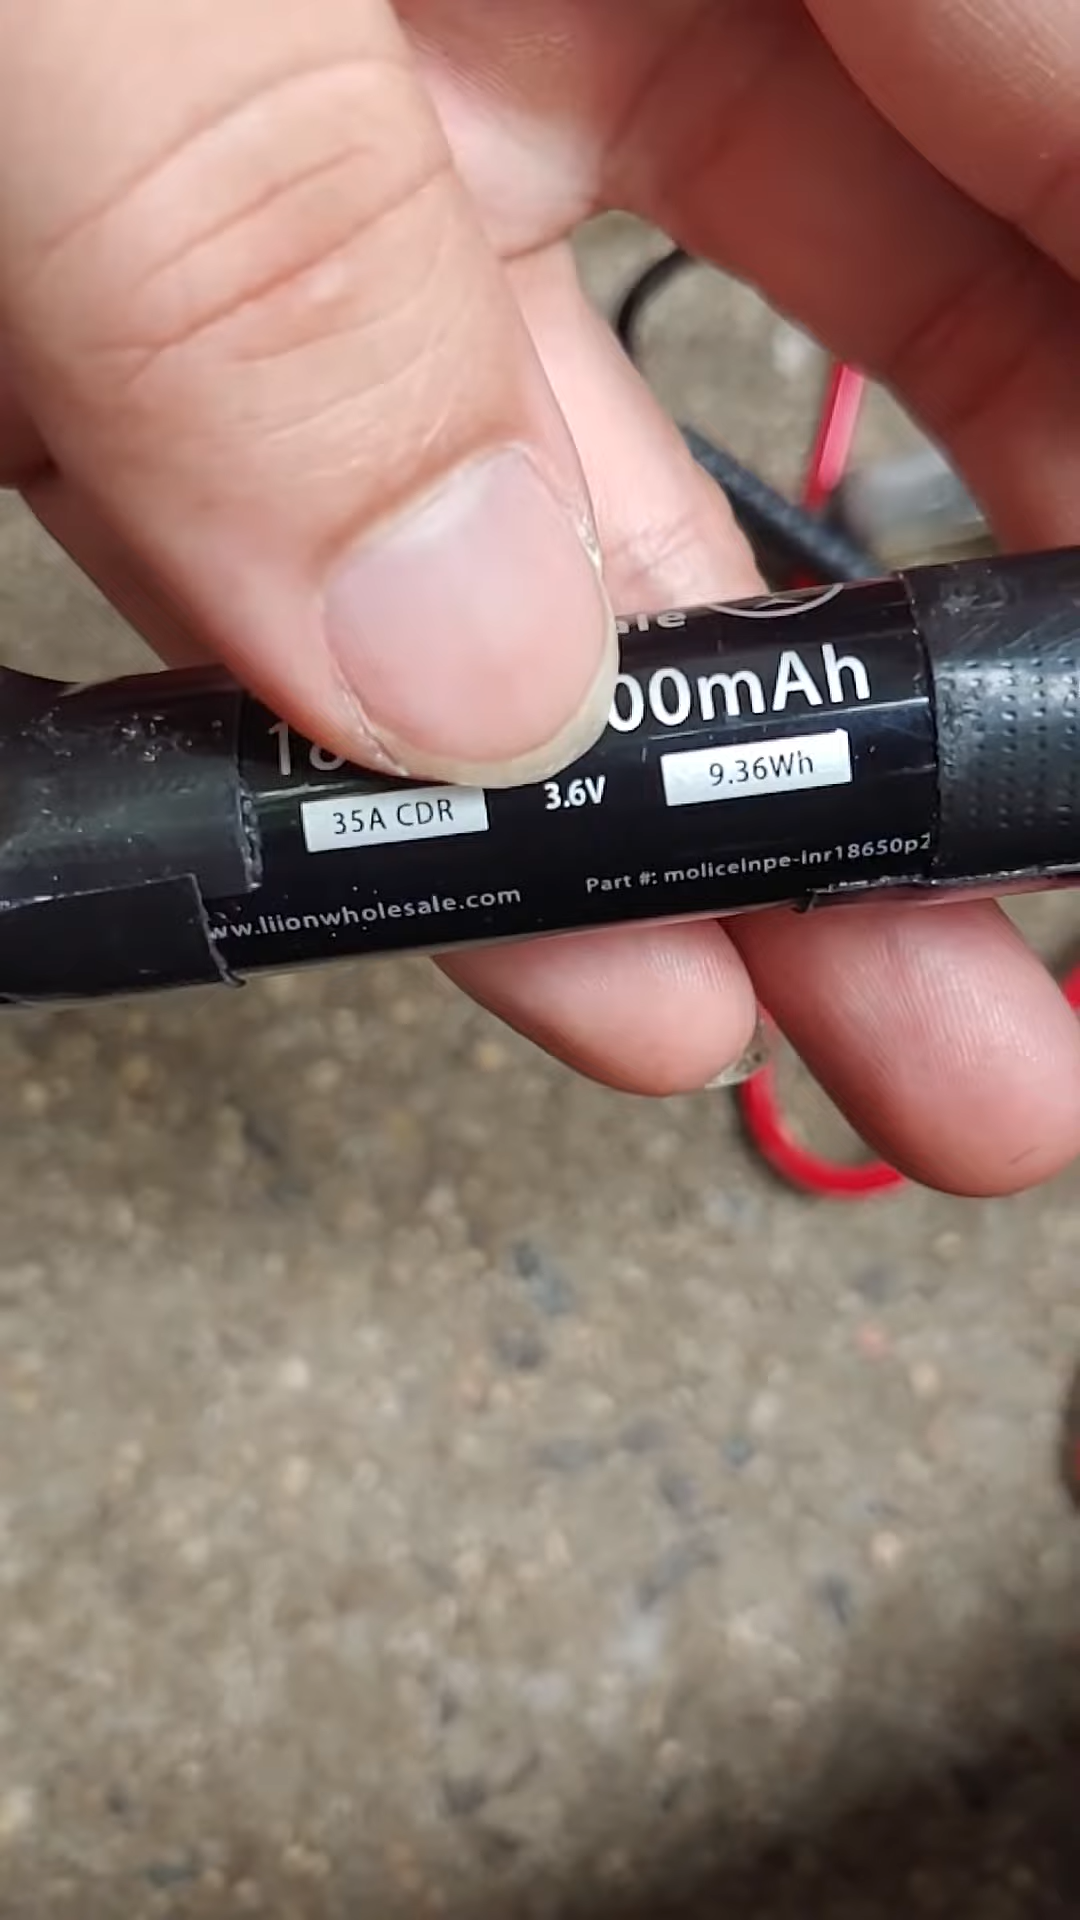 00mAh
35A CDR
3.6V
9.36Wh
www.liionwholesale.com
Part #: molicelnpe-inr18650p2